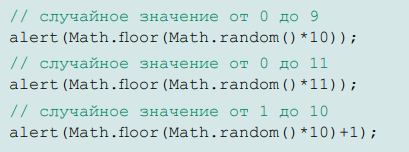 // случайное значение от 0 до 9
alert(Math.floor(Math.random()*10));
// случайное значение от 0 до 11
alert(Math.floor(Math.random()*11));
// случайное значение от 1 до 10
alert(Math.floor(Math.random()*10)+1);